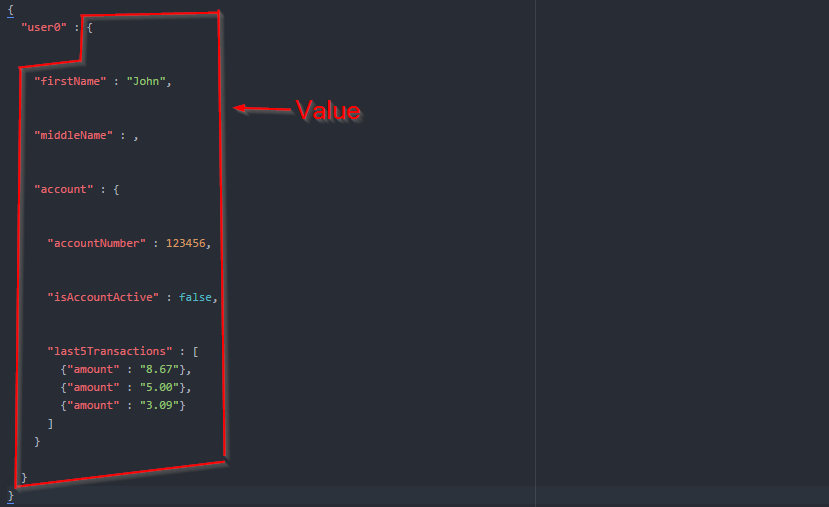 {
"user0" : {
"firstName" : "John",
Value
"middleName" : ,
"account" : {
"accountNumber" : 123456,
"isAccountActive" : false,
"last5Transactions" : [
{"amount" : "8.67"},
{"amount" : "5.00"},
{"amount" : "3.09"}
]
}
}
}